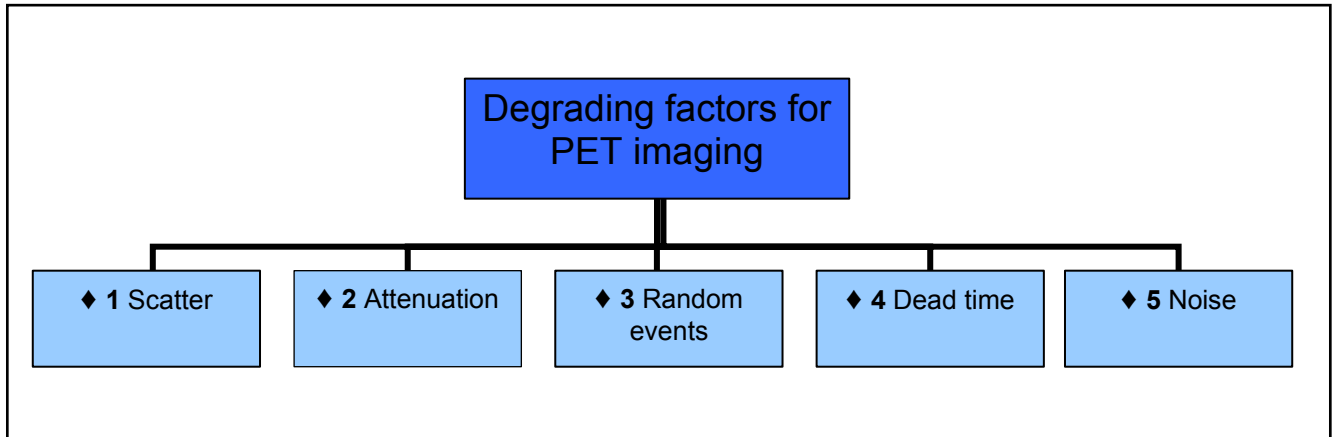 Degrading factors for
PET imaging
♦ 1 Scatter
♦ 2 Attenuation
♦ 3 Random
events
♦ 4 Dead time
♦ 5 Noise